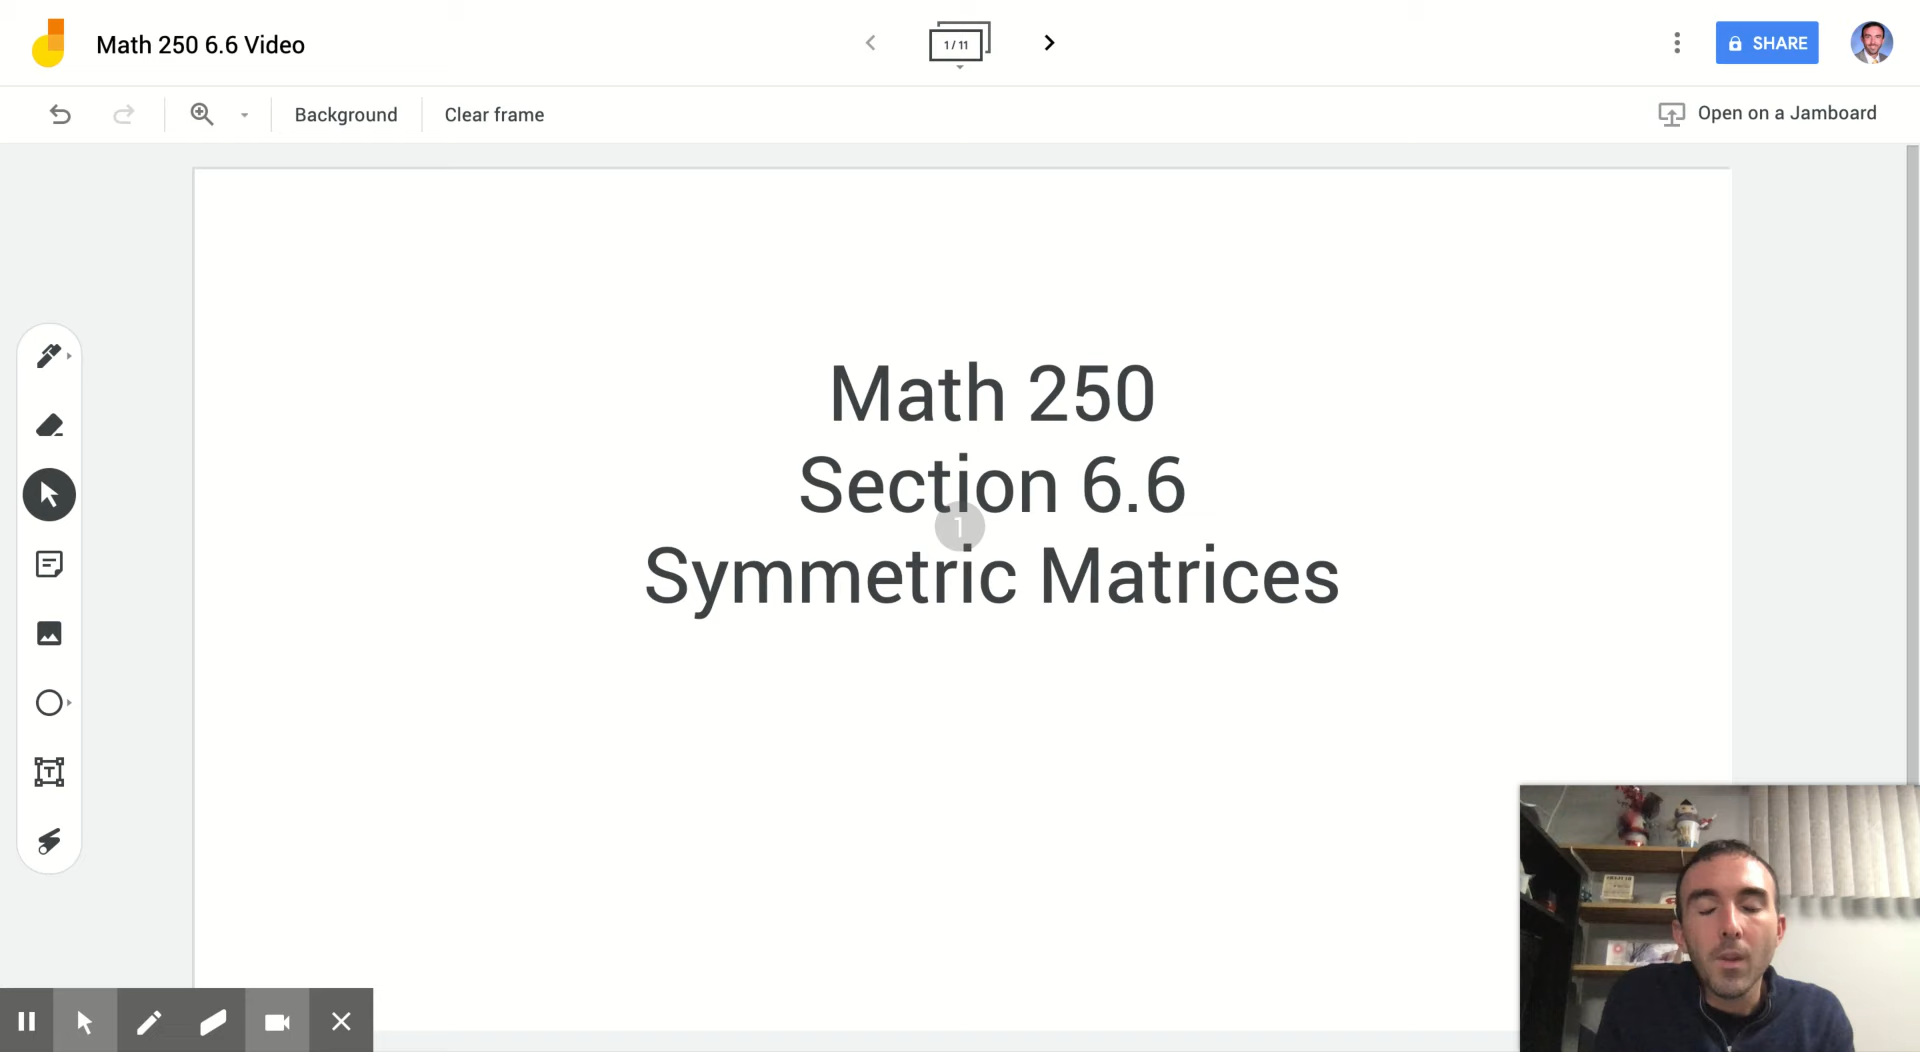 Math 250 6.6 Video
1 / 11
SHARE
Background
Clear frame
Open on a Jamboard
Math 250
Section 6.6
1
Symmetric Matrices